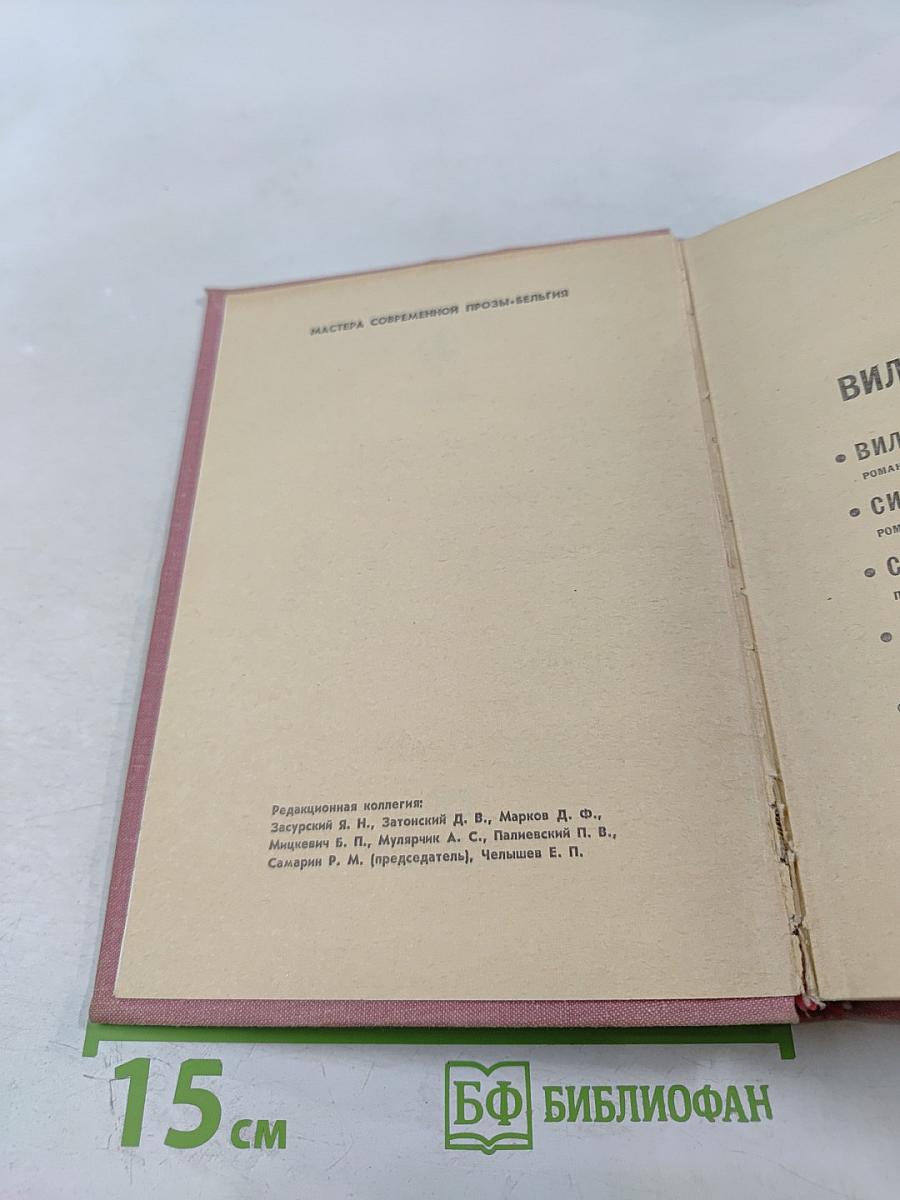 МАСТЕРА СОВРЕМЕННОЙ ПРОЗЫ•БЕЛЬГИЯ
Редакционная коллегия:
Засурский Я. Н., Затонский Д. В., Марков Д. Ф.,
Мицкевич Б. П., Мулярчик А. С., Палиевский П. В.,
Самарин Р. М. (председатель), Челышев Е. П.
ВИЛ
• ВИЛ
РОМАН
• СИ
РОМ
• С
П
15 см
БФ БИБЛИОФАН